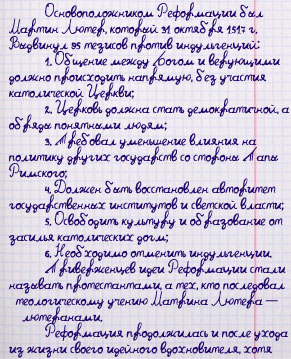 Основоположником Реформации был
Мартин Лютер, который 31 октября 1517 г.
Выдвинул 95 тезисов против индульгенций:
1. Общение между Богом и верующими
должно происходить напрямую, без участия
католической Церкви;
2. Церковь должна стать демократичной, а
обряды понятными людям;
3. Требовал уменьшение влияния на
политику других государств со стороны Папы
Римского;
4. Должен быть восстановлен авторитет
государственных институтов и светской власти;
5. Освободить культуру и образование от
засилья католических догм;
6. Необходимо отменить индульгенции.
Приверженцев идеи Реформации стали
называть протестантами, а тех, кто последовал
теологическому учению Матрина Лютера —
лютеранами.
Реформация продолжилась и после ухода
из жизни своего идейного вдохновителя, хотя